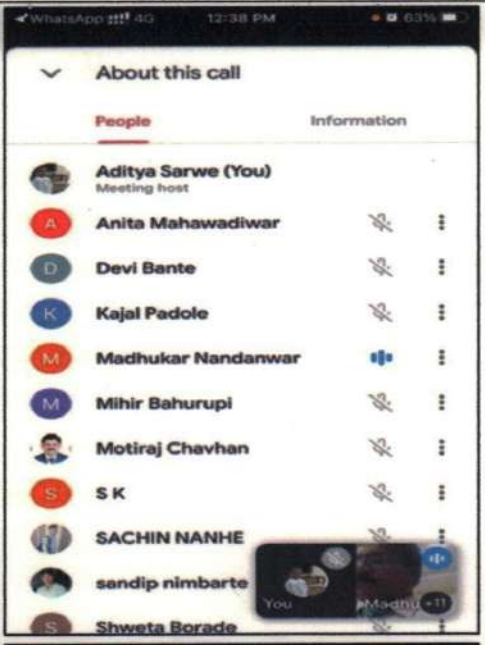 WhatsApp 4G 12:38 PM 63%
About this call
People Information
Aditya Sarwe (You)
Meeting host
A Anita Mahawadiwar
D Devi Bante
K Kajal Padole
M Madhukar Nandanwar
M Mihir Bahurupi
Motiraj Chavhan
S S K
SACHIN NANHE
sandip nimbarte
You Madhu +11
S Shweta Borade